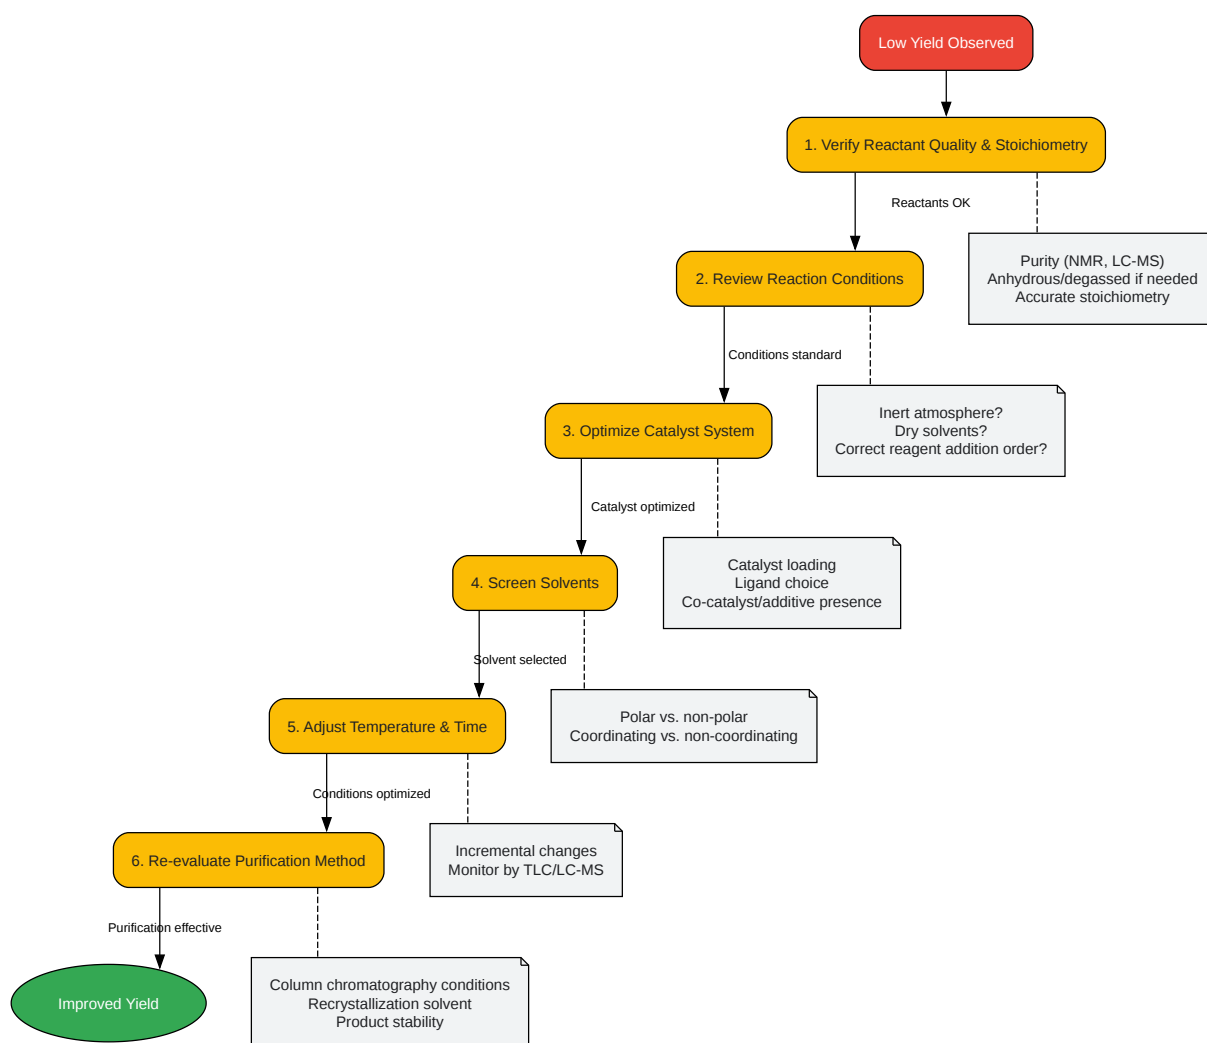 Low Yield Observed
1. Verify Reactant Quality & Stoichiometry
Reactants OK
Purity (NMR, LC-MS)
Anhydrous/degassed if needed
Accurate stoichiometry
2. Review Reaction Conditions
Conditions standard
Inert atmosphere?
Dry solvents?
Correct reagent addition order?
3. Optimize Catalyst System
Catalyst optimized
Catalyst loading
Ligand choice
Co-catalyst/additive presence
4. Screen Solvents
Solvent selected
Polar vs. non-polar
Coordinating vs. non-coordinating
5. Adjust Temperature & Time
Conditions optimized
Incremental changes
Monitor by TLC/LC-MS
6. Re-evaluate Purification Method
Purification effective
Column chromatography conditions
Recrystallization solvent
Product stability
Improved Yield